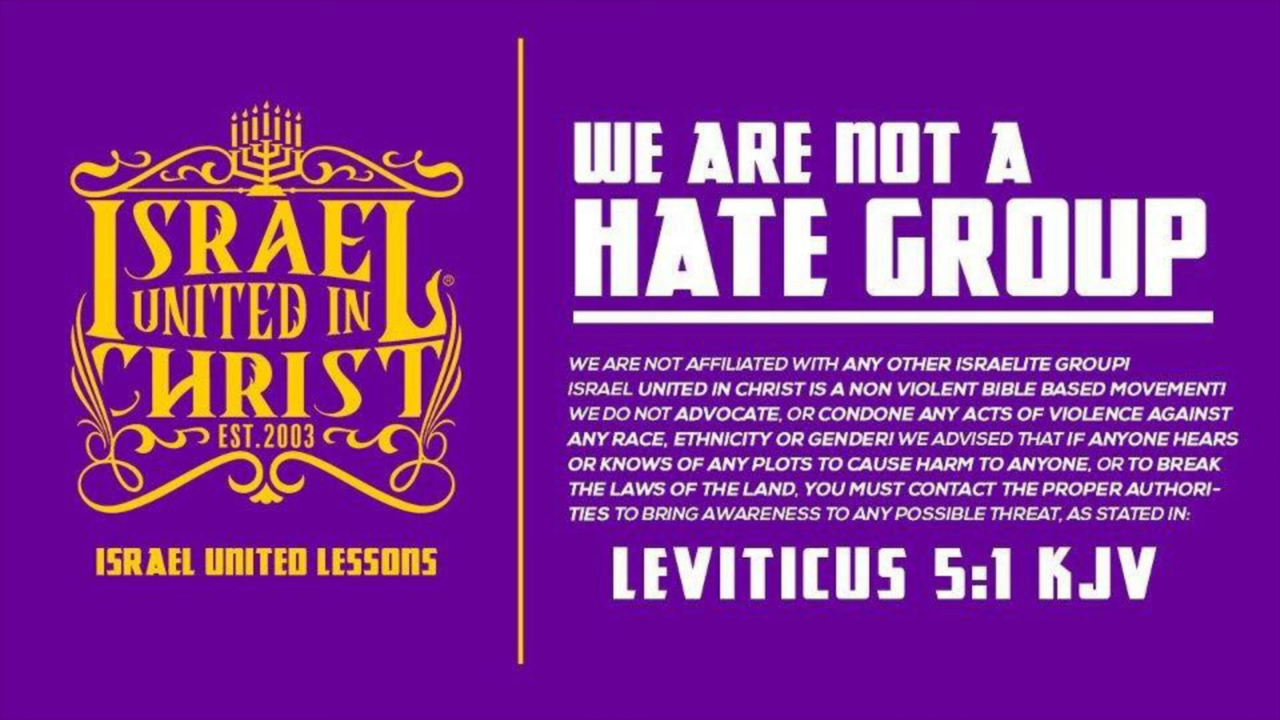 ISRAEL
UNITED IN
CHRIST
EST. 2003
ISRAEL UNITED LESSONS
WE ARE NOT A
HATE GROUP
WE ARE NOT AFFILIATED WITH ANY OTHER ISRAELITE GROUP!
ISRAEL UNITED IN CHRIST IS A NON VIOLENT BIBLE BASED MOVEMENT!
WE DO NOT ADVOCATE, OR CONDONE ANY ACTS OF VIOLENCE AGAINST
ANY RACE, ETHNICITY OR GENDER! WE ADVISED THAT IF ANYONE HEARS
OR KNOWS OF ANY PLOTS TO CAUSE HARM TO ANYONE, OR TO BREAK
THE LAWS OF THE LAND, YOU MUST CONTACT THE PROPER AUTHORI-
TIES TO BRING AWARENESS TO ANY POSSIBLE THREAT, AS STATED IN:
LEVITICUS 5:1 KJV